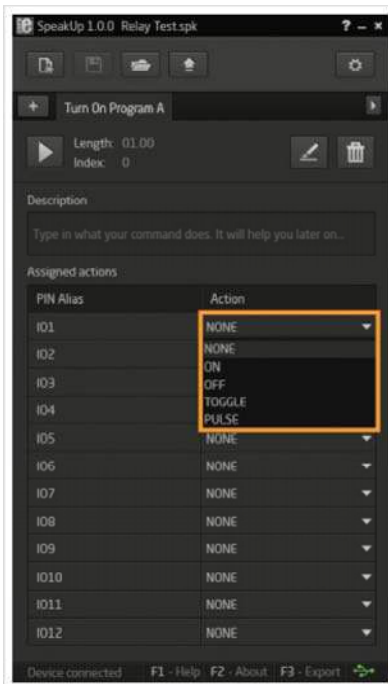 SpeakUp 1.0.0 Relay Test.spk ? – ×
+ Turn On Program A
Length: 01.00
Index: 0
Description
Type in what your command does. It will help you later on...
Assigned actions
PIN Alias Action
IO1 NONE
IO2 NONE
ON
IO3 OFF
IO4 TOGGLE
PULSE
IO5 NONE
IO6 NONE
IO7 NONE
IO8 NONE
IO9 NONE
IO10 NONE
IO11 NONE
IO12 NONE
Device connected F1 - Help F2 - About F3 - Export